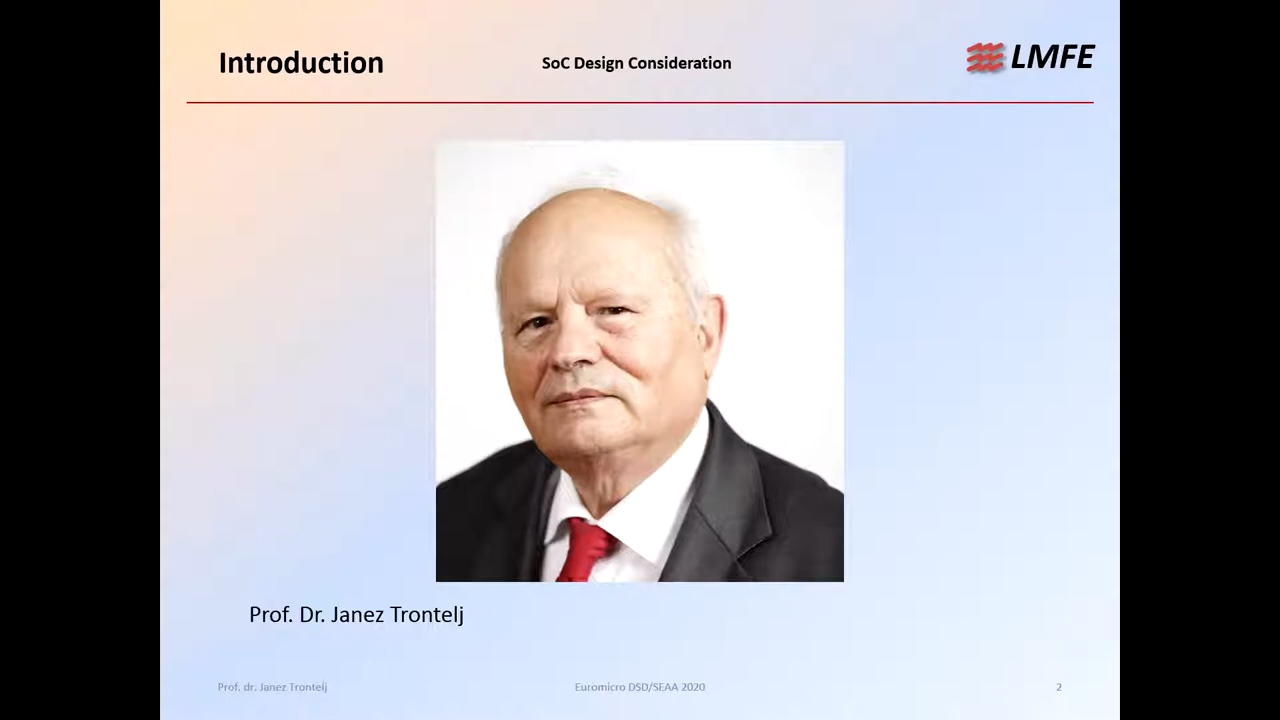 Introduction
SoC Design Consideration
LMFE
Prof. Dr. Janez Trontelj
Prof. dr. Janez Trontelj
Euromicro DSD/SEAA 2020
2